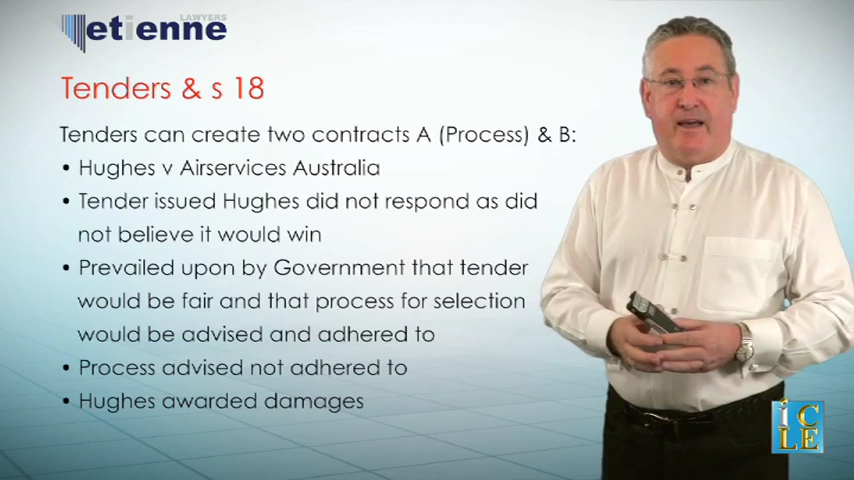 LAWYERS
etienne
Tenders & s 18
Tenders can create two contracts A (Process) & B:
• Hughes v Airservices Australia
• Tender issued Hughes did not respond as did
not believe it would win
• Prevailed upon by Government that tender
would be fair and that process for selection
would be advised and adhered to
• Process advised not adhered to
• Hughes awarded damages
iC
LE